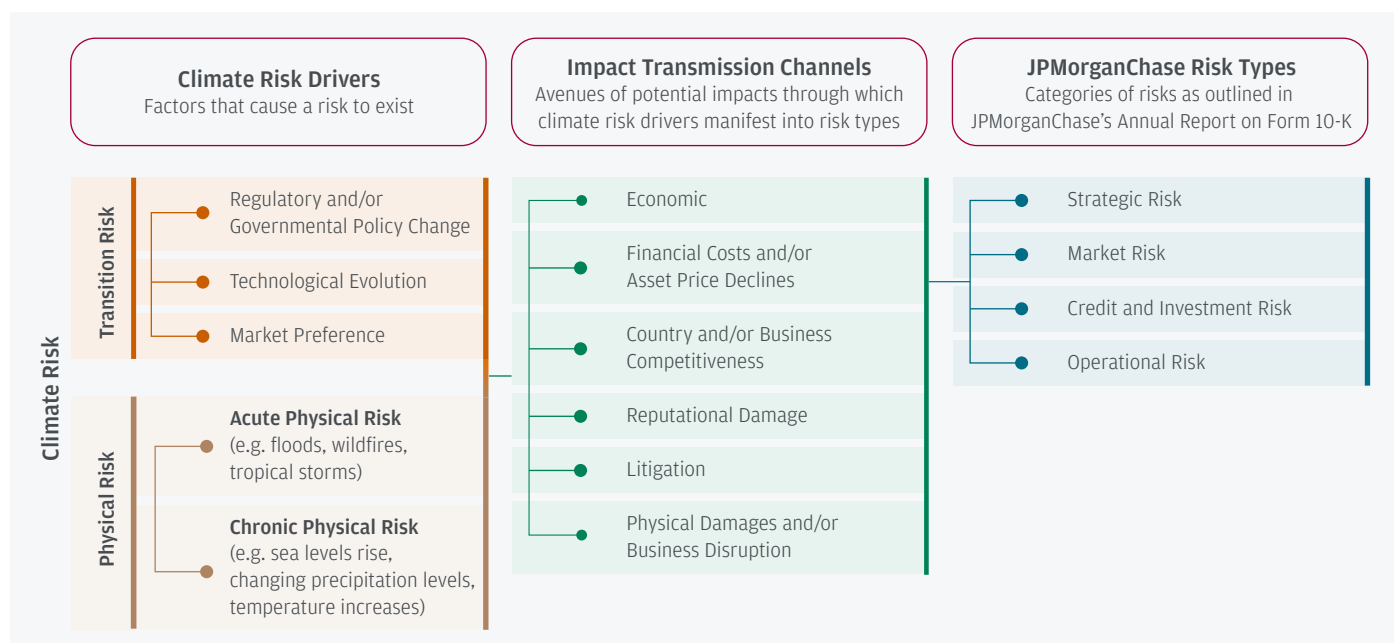 Climate Risk Drivers
Factors that cause a risk to exist
Impact Transmission Channels
Avenues of potential impacts through which
climate risk drivers manifest into risk types
JPMorganChase Risk Types
Categories of risks as outlined in
JPMorganChase's Annual Report on Form 10-K
Climate Risk
Transition Risk
Regulatory and/or
Governmental Policy Change
Technological Evolution
Market Preference
Physical Risk
Acute Physical Risk
(e.g. floods, wildfires,
tropical storms)
Chronic Physical Risk
(e.g. sea levels rise,
changing precipitation levels,
temperature increases)
Economic
Financial Costs and/or
Asset Price Declines
Country and/or Business
Competitiveness
Reputational Damage
Litigation
Physical Damages and/or
Business Disruption
Strategic Risk
Market Risk
Credit and Investment Risk
Operational Risk